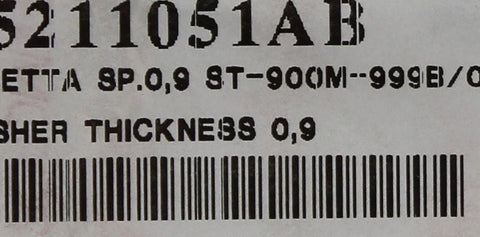 5211051AB
ETTA SP.0,9 ST-900M-999B/0
SHER THICKNESS 0,9